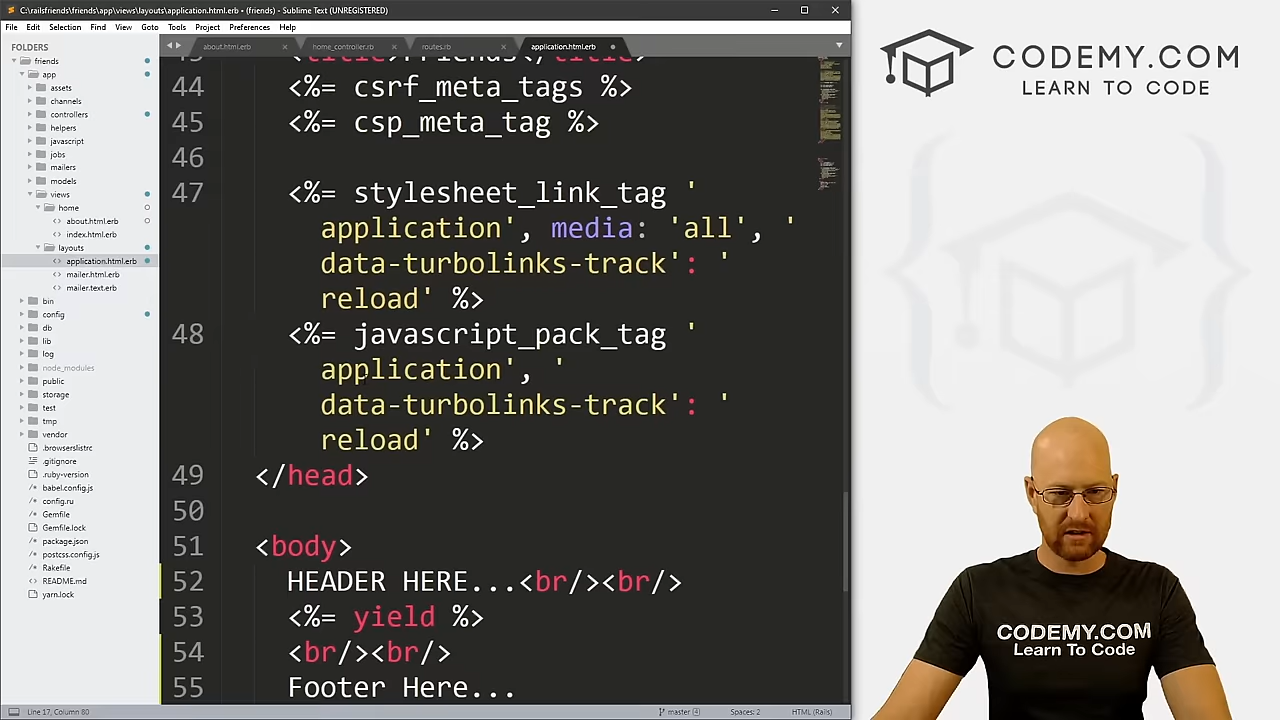 C:\railsfriends\friends\app\views\layouts\application.html.erb • (friends) - Sublime Text (UNREGISTERED)
File Edit Selection Find View Goto Tools Project Preferences Help
FOLDERS
friends
app
assets
channels
controllers
helpers
javascript
jobs
mailers
models
views
home
about.html.erb
index.html.erb
layouts
application.html.erb
mailer.html.erb
mailer.text.erb
bin
config
db
lib
log
node_modules
public
storage
test
tmp
vendor
.browserslistrc
.gitignore
.ruby-version
babel.config.js
config.ru
Gemfile
Gemfile.lock
package.json
postcss.config.js
Rakefile
README.md
yarn.lock
about.html.erb home_controller.rb routes.rb application.html.erb
43 <title>Friends</title>
44 <%= csrf_meta_tags %>
45 <%= csp_meta_tag %>
46
47 <%= stylesheet_link_tag '
application', media: 'all', '
data-turbolinks-track': '
reload' %>
48 <%= javascript_pack_tag '
application', '
data-turbolinks-track': '
reload' %>
49 </head>
50
51 <body>
52 HEADER HERE...<br/><br/>
53 <%= yield %>
54 <br/><br/>
55 Footer Here...
Line 17, Column 80 master 4 Spaces: 2 HTML (Rails)
CODEMY.COM
LEARN TO CODE
CODEMY.COM
Learn To Code